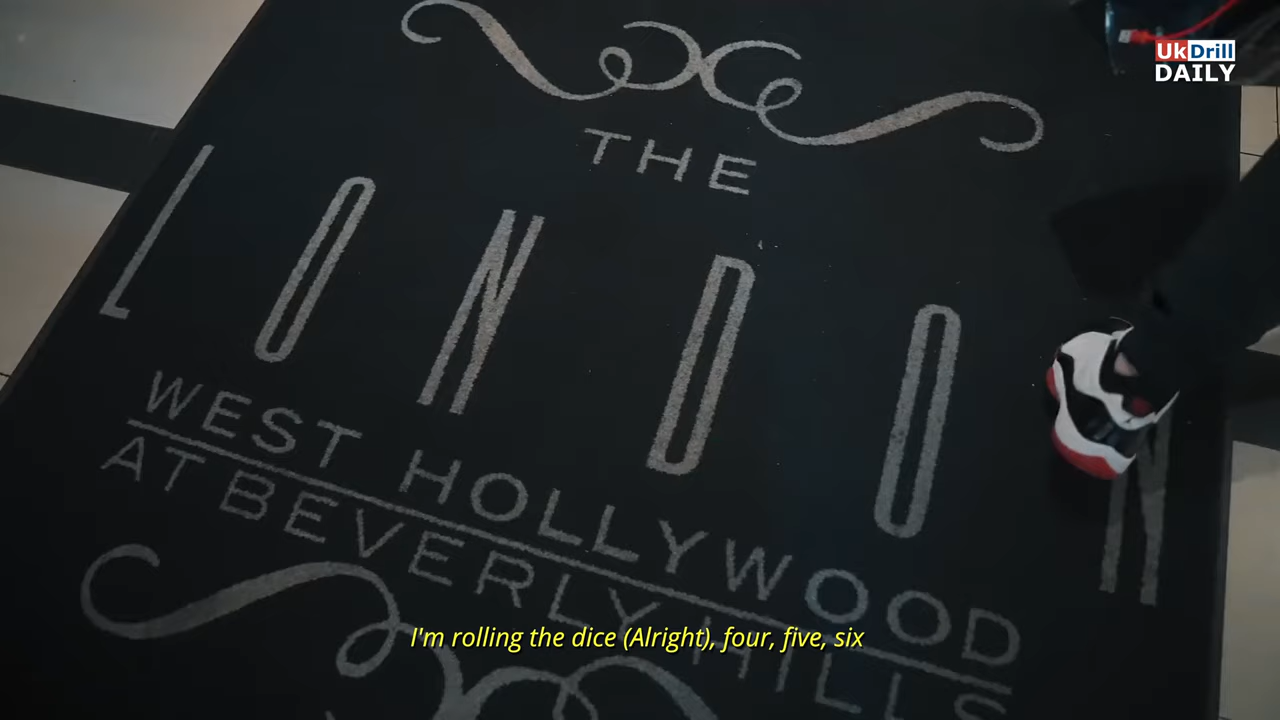 UkDrill
DAILY
THE
LONDON
WEST HOLLYWOOD
AT BEVERLY HILLS
I'm rolling the dice (Alright), four, five, six